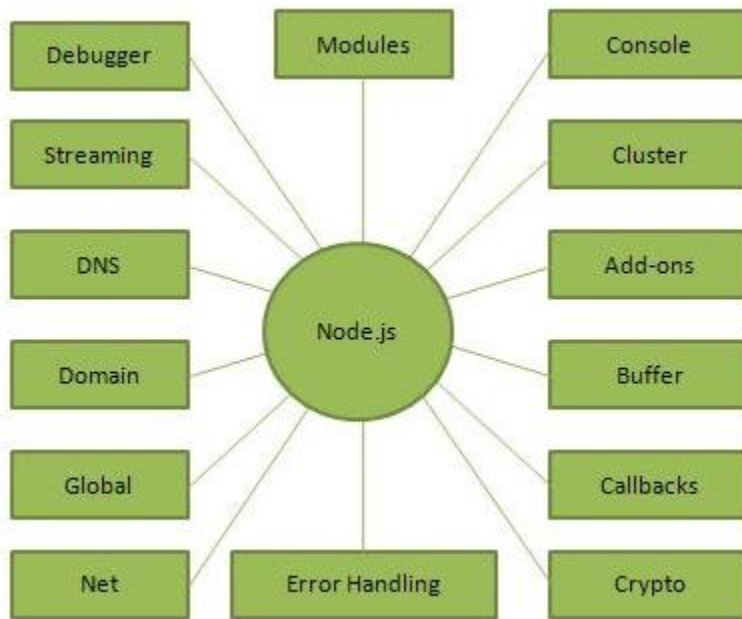 Debugger
Modules
Console
Streaming
Cluster
DNS
Add-ons
Node.js
Domain
Buffer
Global
Callbacks
Net
Error Handling
Crypto